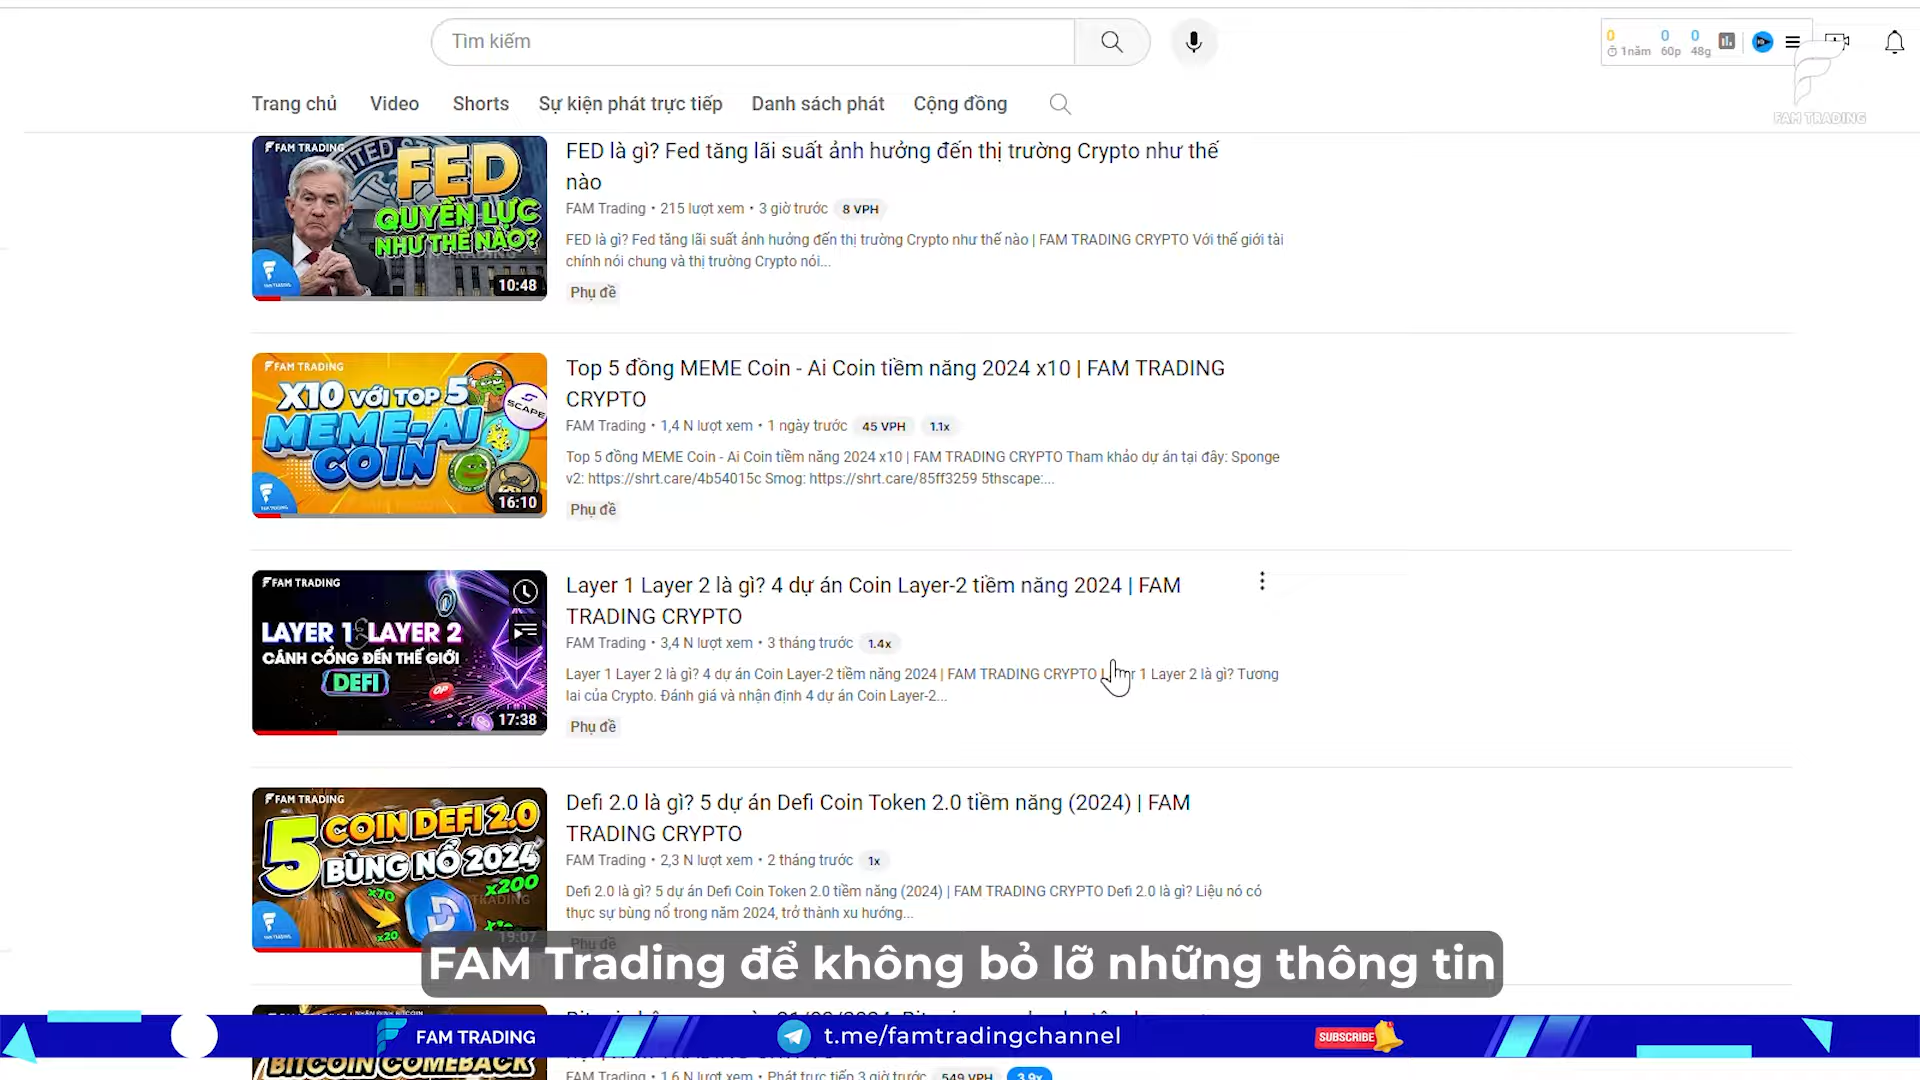 Tìm kiếm
0 0 0
1năm 60p 48g
FAM TRADING
Trang chủ Video Shorts Sự kiện phát trực tiếp Danh sách phát Cộng đồng
FAM TRADING
FED
QUYỀN LỰC
NHƯ THẾ NÀO?
10:48
FED là gì? Fed tăng lãi suất ảnh hưởng đến thị trường Crypto như thế
nào
FAM Trading • 215 lượt xem • 3 giờ trước 8 VPH
FED là gì? Fed tăng lãi suất ảnh hưởng đến thị trường Crypto như thế nào | FAM TRADING CRYPTO Với thế giới tài
chính nói chung và thị trường Crypto nói...
Phụ đề
FAM TRADING
X10 VỚI TOP 5
MEME-AI
COIN
SCAPE
16:10
Top 5 đồng MEME Coin - Ai Coin tiềm năng 2024 x10 | FAM TRADING
CRYPTO
FAM Trading • 1,4 N lượt xem • 1 ngày trước 45 VPH 1.1x
Top 5 đồng MEME Coin - Ai Coin tiềm năng 2024 x10 | FAM TRADING CRYPTO Tham khảo dự án tại đây: Sponge
v2: https://shrt.care/4b54015c Smog: https://shrt.care/85ff3259 5thscape:...
Phụ đề
FAM TRADING
LAYER 1 & LAYER 2
CÁNH CỔNG ĐẾN THẾ GIỚI
DEFI
OP
17:38
Layer 1 Layer 2 là gì? 4 dự án Coin Layer-2 tiềm năng 2024 | FAM
TRADING CRYPTO
FAM Trading • 3,4 N lượt xem • 3 tháng trước 1.4x
Layer 1 Layer 2 là gì? 4 dự án Coin Layer-2 tiềm năng 2024 | FAM TRADING CRYPTO 1 Layer 2 là gì? Tương
lai của Crypto. Đánh giá và nhận định 4 dự án Coin Layer-2...
Phụ đề
FAM TRADING
5 COIN DEFI 2.0
BÙNG NỔ 2024
x70 x200
x20
19:07
Defi 2.0 là gì? 5 dự án Defi Coin Token 2.0 tiềm năng (2024) | FAM
TRADING CRYPTO
FAM Trading • 2,3 N lượt xem • 2 tháng trước 1x
Defi 2.0 là gì? 5 dự án Defi Coin Token 2.0 tiềm năng (2024) | FAM TRADING CRYPTO Defi 2.0 là gì? Liệu nó có
thực sự bùng nổ trong năm 2024, trở thành xu hướng...
Phụ đề
FAM Trading để không bỏ lỡ những thông tin
FAM TRADING t.me/famtradingchannel SUBSCRIBE
BITCOIN COMEBACK
FAM Trading • 1,6 N lượt xem • Phát trực tiếp 3 giờ trước 549 VPH 3.9x